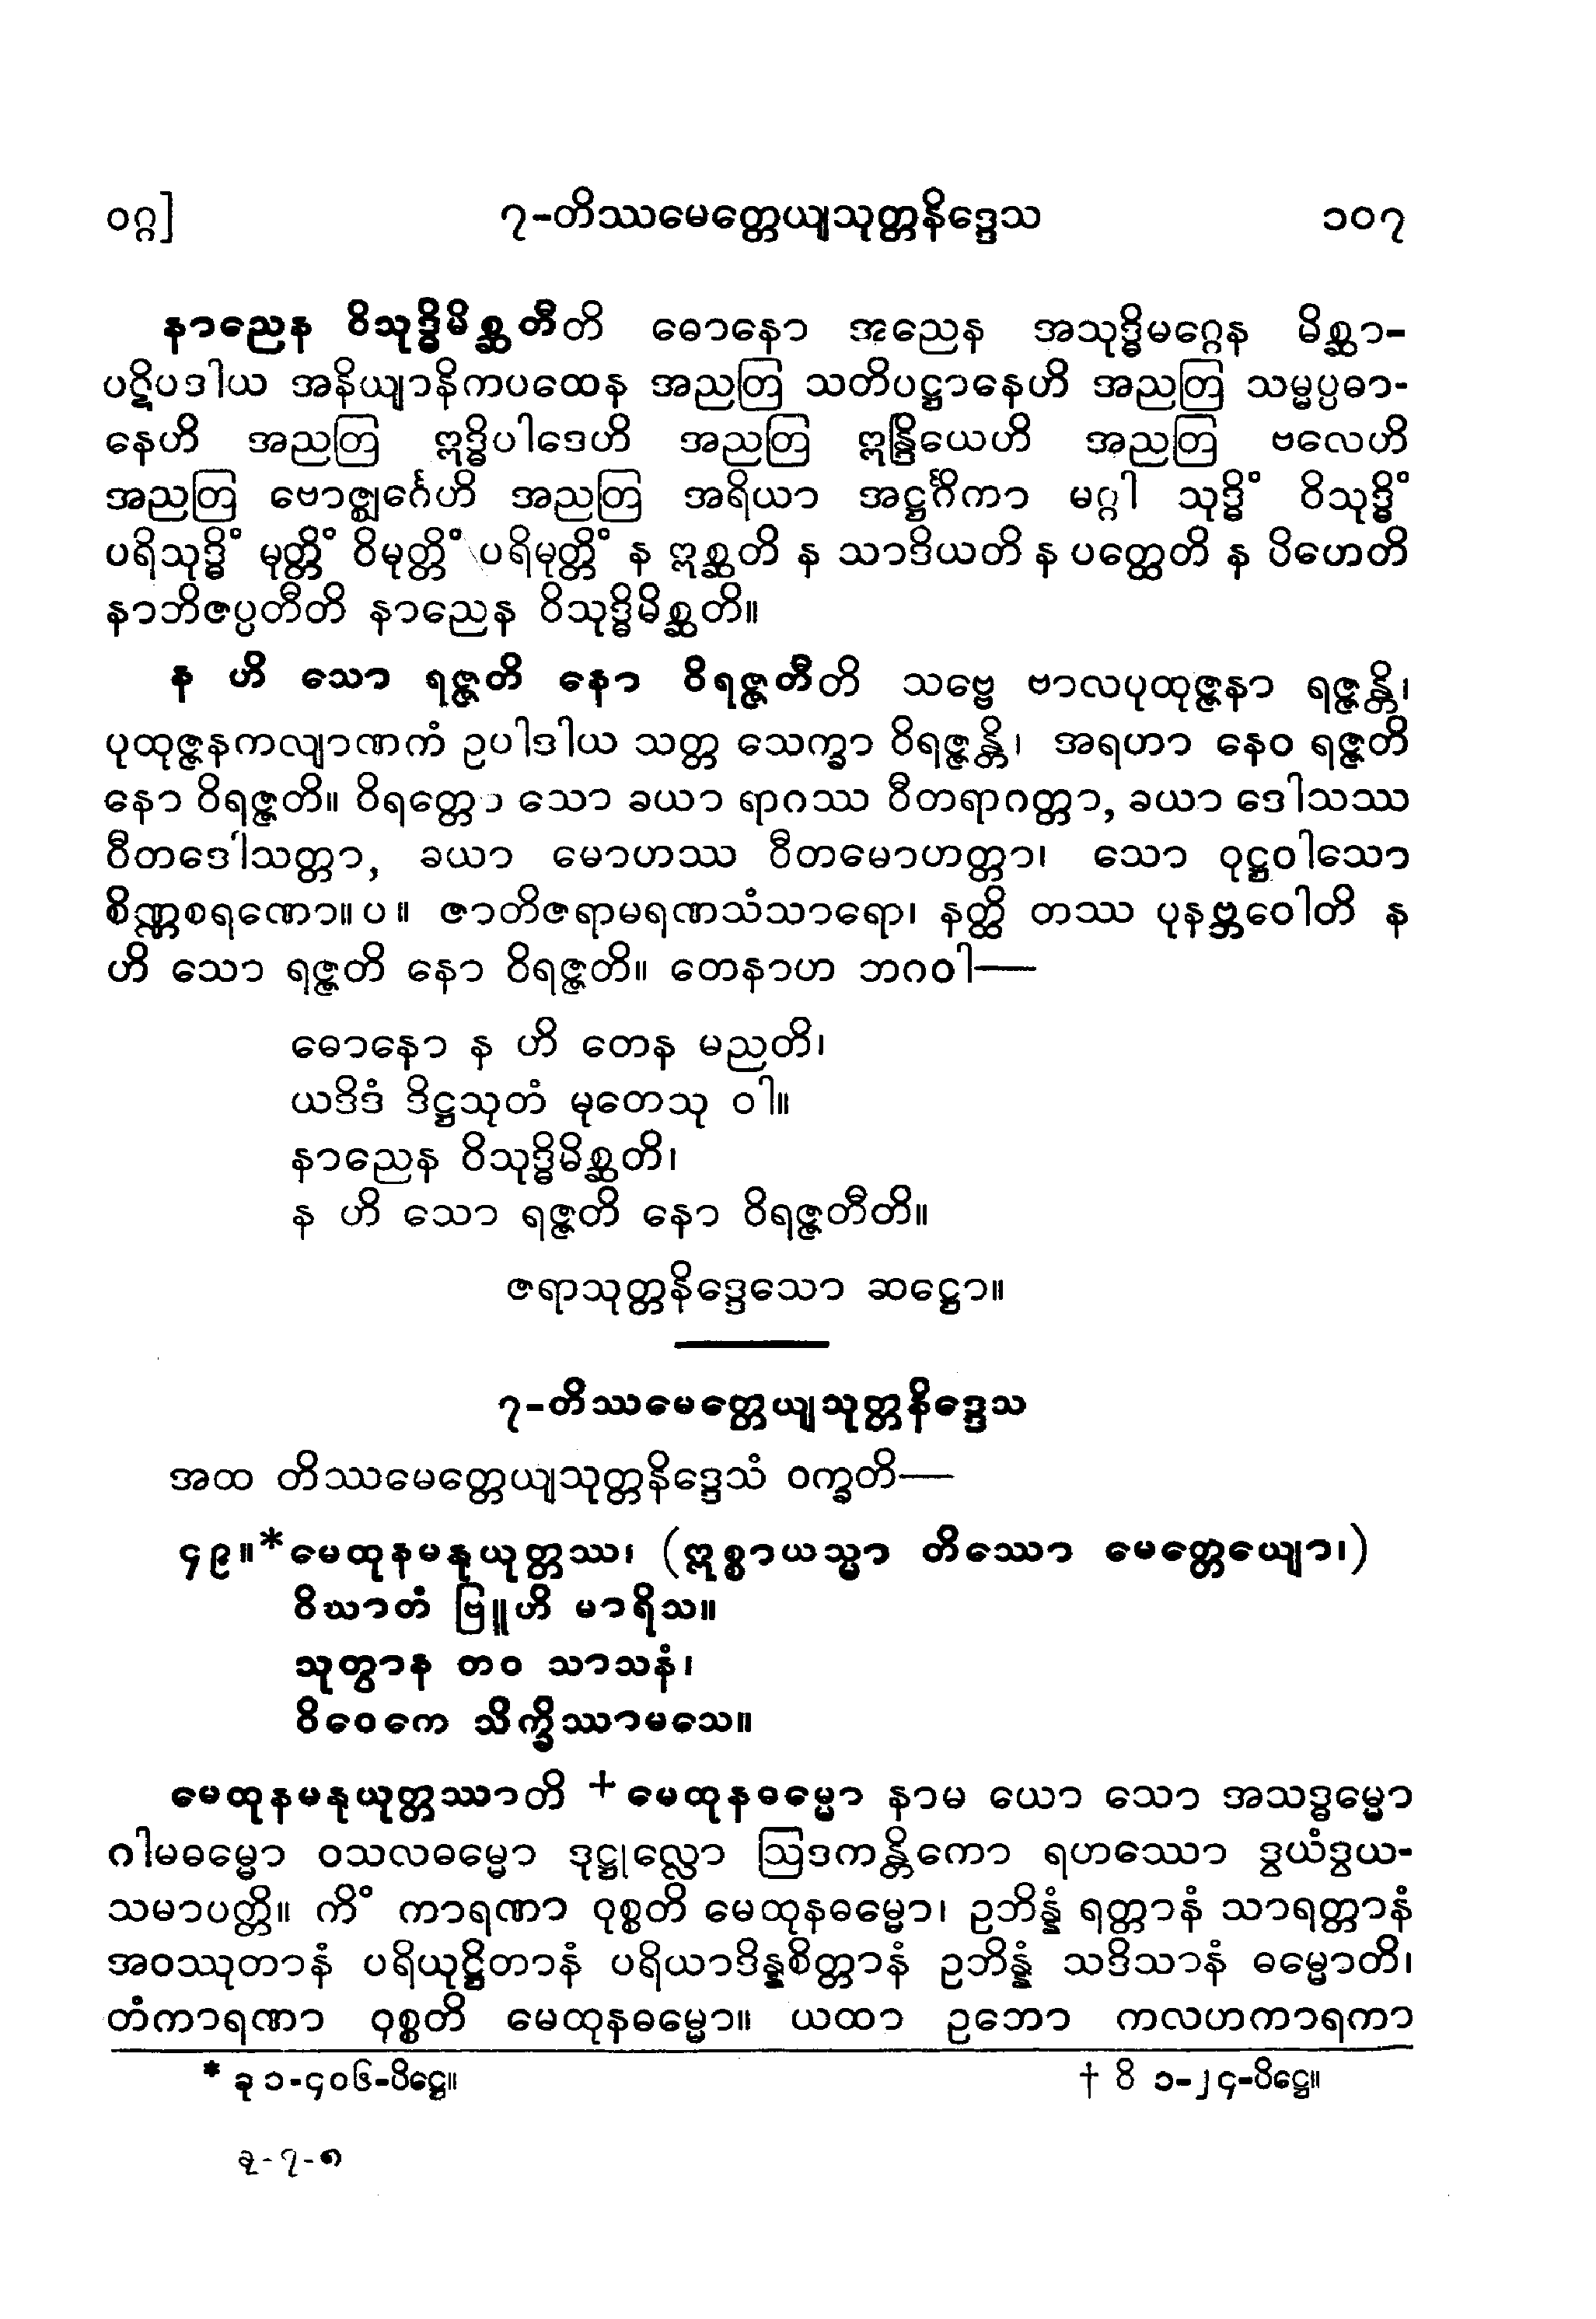 ဝဂ္ဂ] ၇-တိဿမေတ္တေယျသုတ္တနိဒ္ဒေသ ၁၀၇
နာညေန ဝိသုဒ္ဓိမိစ္ဆတီတိ ဓောနော အညေန အသုဒ္ဓိမဂ္ဂေန မိစ္ဆာ-
ပဋိပဒါယ အနိယျာနိကပထေန အညတြ သတိပဋ္ဌာနေဟိ အညတြ သမ္မပ္ပဓာ-
နေဟိ အညတြ ဣဒ္ဓိပါဒေဟိ အညတြ ဣန္ဒြိယေဟိ အညတြ ဗလေဟိ
အညတြ ဗောဇ္ဈင်္ဂေဟိ အညတြ အရိယာ အဋ္ဌင်္ဂိကာ မဂ္ဂါ သုဒ္ဓိံ ဝိသုဒ္ဓိံ
ပရိသုဒ္ဓိံ မုတ္တိံ ဝိမုတ္တိံ ပရိမုတ္တိံ န ဣစ္ဆတိ န သာဒိယတိ န ပတ္ထေတိ န ပိဟေတိ
နာဘိဇပ္ပတီတိ နာညေန ဝိသုဒ္ဓိမိစ္ဆတိ။
န ဟိ သော ရဇ္ဇတိ နော ဝိရဇ္ဇတီတိ သဗ္ဗေ ဗာလပုထုဇ္ဇနာ ရဇ္ဇန္တိ၊
ပုထုဇ္ဇနကလျာဏကံ ဥပါဒါယ သတ္တ သေက္ခာ ဝိရဇ္ဇန္တိ၊ အရဟာ နေဝ ရဇ္ဇတိ
နော ဝိရဇ္ဇတိ။ ဝိရတ္တော သော ခယာ ရာဂဿ ဝီတရာဂတ္တာ, ခယာ ဒေါသဿ
ဝီတဒေါသတ္တာ, ခယာ မောဟဿ ဝီတမောဟတ္တာ၊ သော ဝုဋ္ဌဝါသော
စိဏ္ဏစရဏော။ ပ ။ ဇာတိဇရာမရဏသံသာရော၊ နတ္ထိ တဿ ပုနဗ္ဘဝေါတိ န
ဟိ သော ရဇ္ဇတိ နော ဝိရဇ္ဇတိ။ တေနာဟ ဘဂဝါ—
ဓောနော န ဟိ တေန မညတိ၊
ယဒိဒံ ဒိဋ္ဌသုတံ မုတေသု ဝါ။
နာညေန ဝိသုဒ္ဓိမိစ္ဆတိ၊
န ဟိ သော ရဇ္ဇတိ နော ဝိရဇ္ဇတီတိ။
ဇရာသုတ္တနိဒ္ဒေသော ဆဋ္ဌော။
၇-တိဿမေတ္တေယျသုတ္တနိဒ္ဒေသ
အထ တိဿမေတ္တေယျသုတ္တနိဒ္ဒေသံ ဝက္ခတိ—
၄၉။ *မေထုနမနုယုတ္တဿ၊ (ဣစ္စာယသ္မာ တိဿော မေတ္တေယျော၊)
ဝိဃာတံ ဗြူဟိ မာရိသ။
သုတွာန တဝ သာသနံ၊
ဝိဝေကေ သိက္ခိဿာမသေ။
မေထုနမနုယုတ္တဿာတိ †မေထုနဓမ္မော နာမ ယော သော အသဒ္ဓမ္မော
ဂါမဓမ္မော ဝသလဓမ္မော ဒုဋ္ဌုလ္လော ဩဒကန္တိကော ရဟဿော ဒွယံဒွယ-
သမာပတ္တိ။ ကိံ ကာရဏာ ဝုစ္စတိ မေထုနဓမ္မော၊ ဥဘိန္နံ ရတ္တာနံ သာရတ္တာနံ
အဝဿုတာနံ ပရိယုဋ္ဌိတာနံ ပရိယာဒိန္နစိတ္တာနံ ဥဘိန္နံ သဒိသာနံ ဓမ္မောတိ၊
တံကာရဏာ ဝုစ္စတိ မေထုနဓမ္မော။ ယထာ ဥဘော ကလဟကာရကာ
* ခု ၁-၄၀၆-ပိဋ္ဌေ။ † ဝိ ၁-၂၄-ပိဋ္ဌေ။
ခု-၇-၈